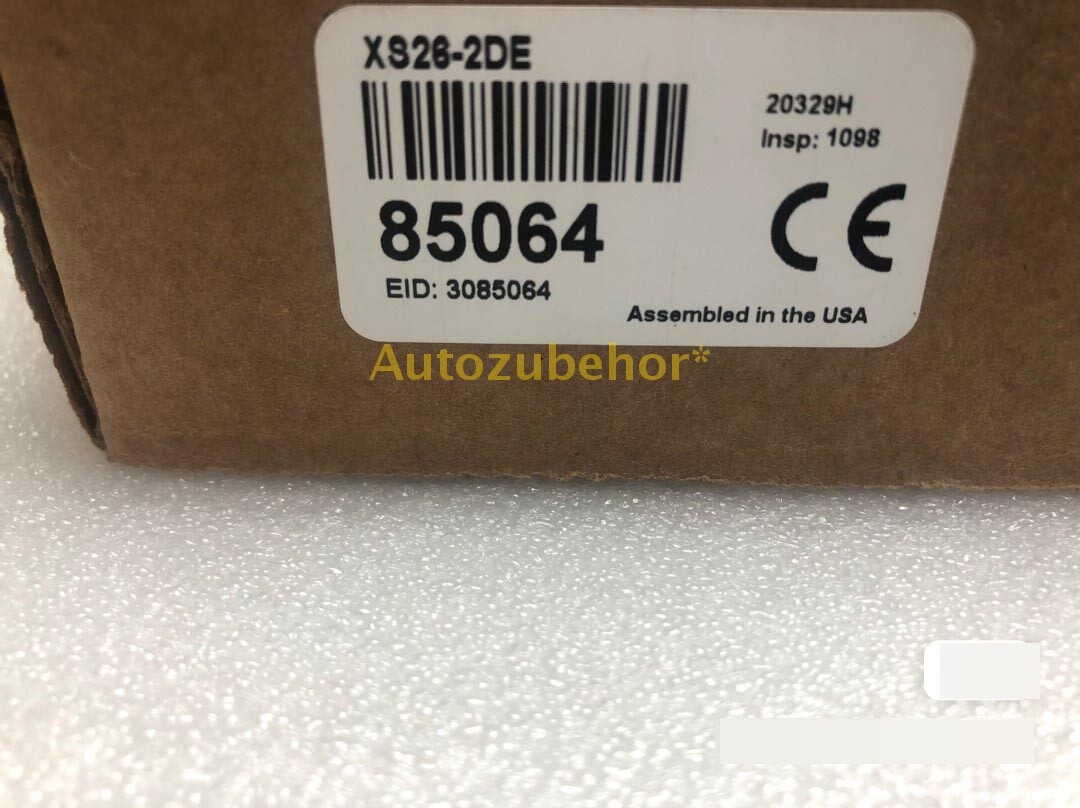 XS26-2DE
20329H
Insp: 1098
85064
CE
EID: 3085064
Assembled in the USA
Autozubehor*